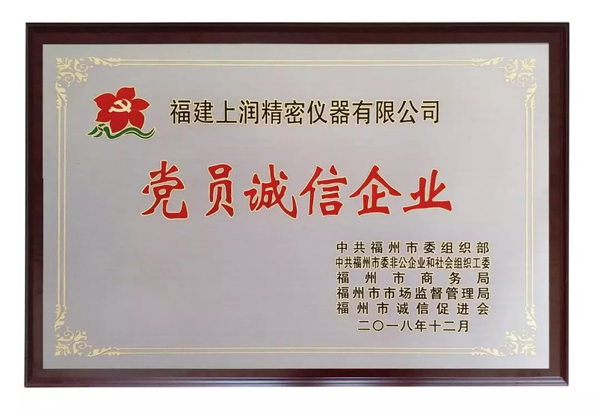 福建上润精密仪器有限公司
党员诚信企业
中共福州市委组织部
中共福州市委非公企业和社会组织工委
福州市商务局
福州市市场监督管理局
福州市诚信促进会
二〇一八年十二月